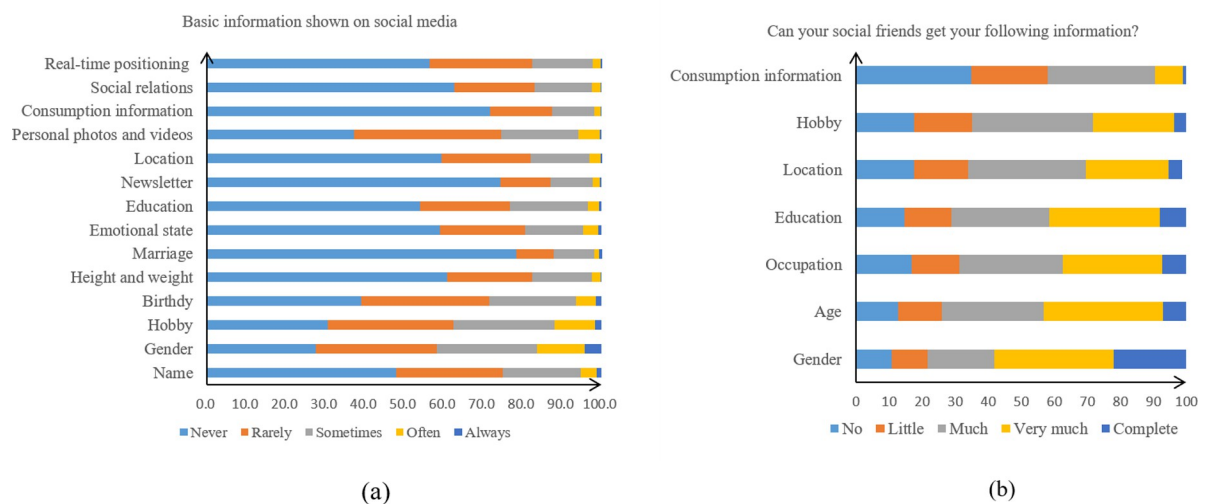 Basic information shown on social media
Real-time positioning
Social relations
Consumption information
Personal photos and videos
Location
Newsletter
Education
Emotional state
Marriage
Height and weight
Birthdy
Hobby
Gender
Name
0.0 10.0 20.0 30.0 40.0 50.0 60.0 70.0 80.0 90.0 100.0
Never Rarely Sometimes Often Always
(a)
Can your social friends get your following information?
Consumption information
Hobby
Location
Education
Occupation
Age
Gender
0 10 20 30 40 50 60 70 80 90 100
No Little Much Very much Complete
(b)